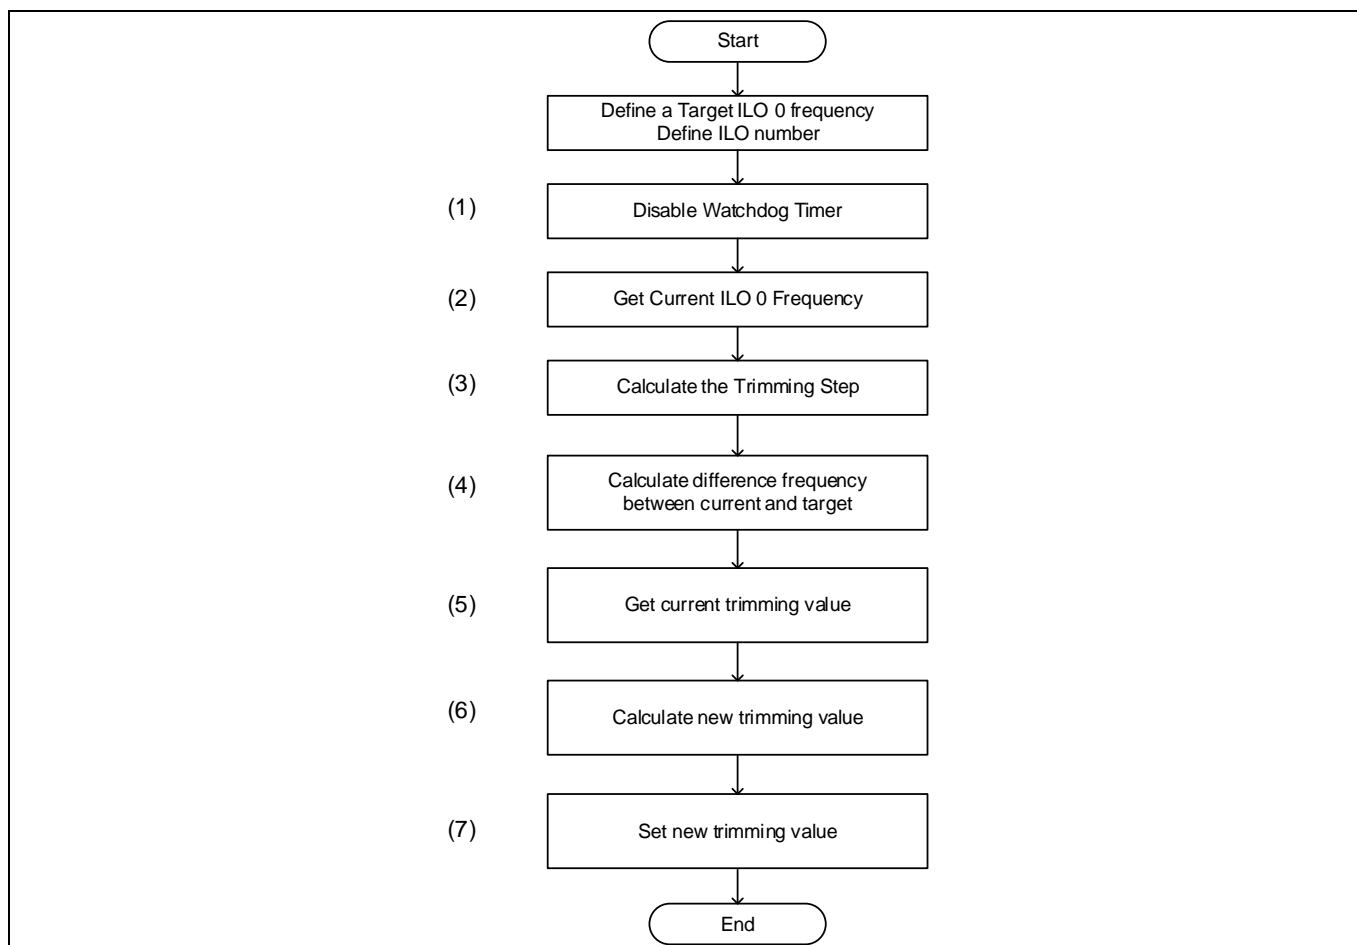 Start
Define a Target ILO 0 frequency
Define ILO number
(1)
Disable Watchdog Timer
(2)
Get Current ILO 0 Frequency
(3)
Calculate the Trimming Step
(4)
Calculate difference frequency
between current and target
(5)
Get current trimming value
(6)
Calculate new trimming value
(7)
Set new trimming value
End